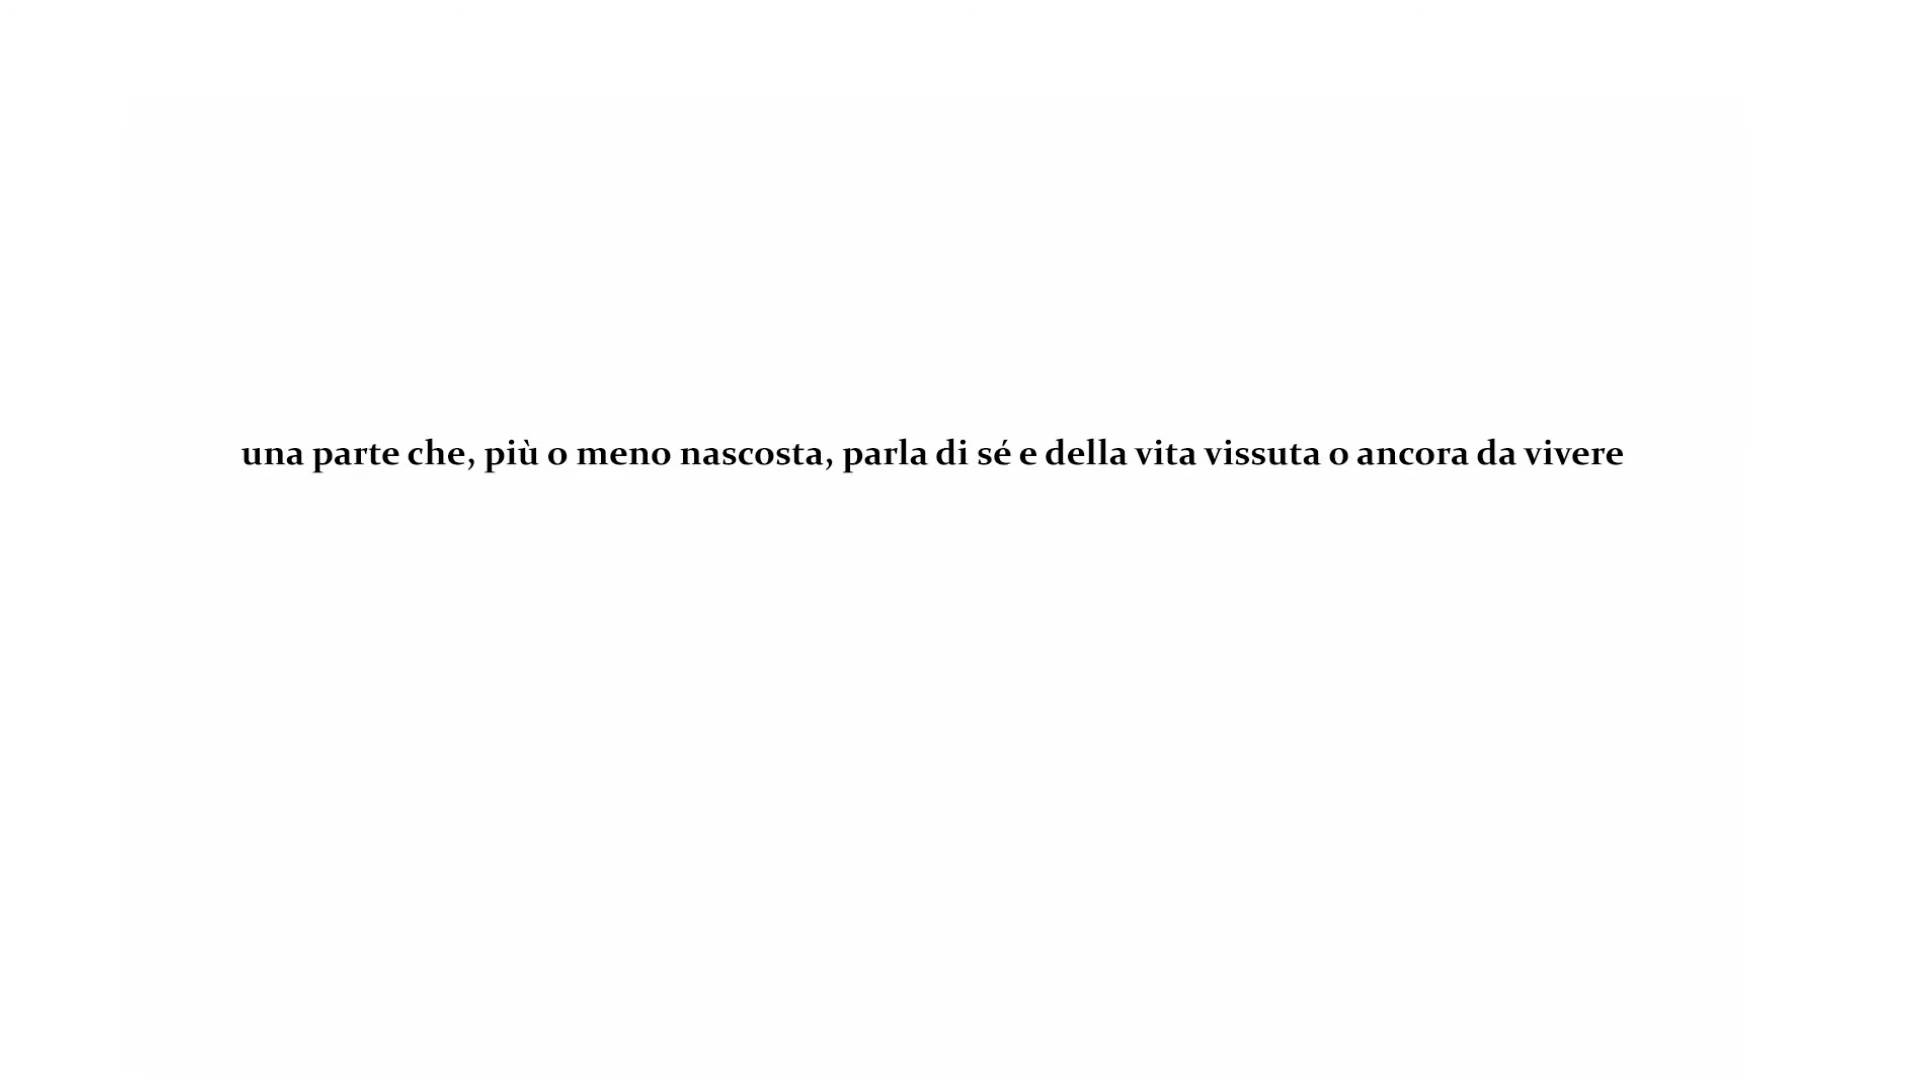 una parte che, più o meno nascosta, parla di sé e della vita vissuta o ancora da vivere